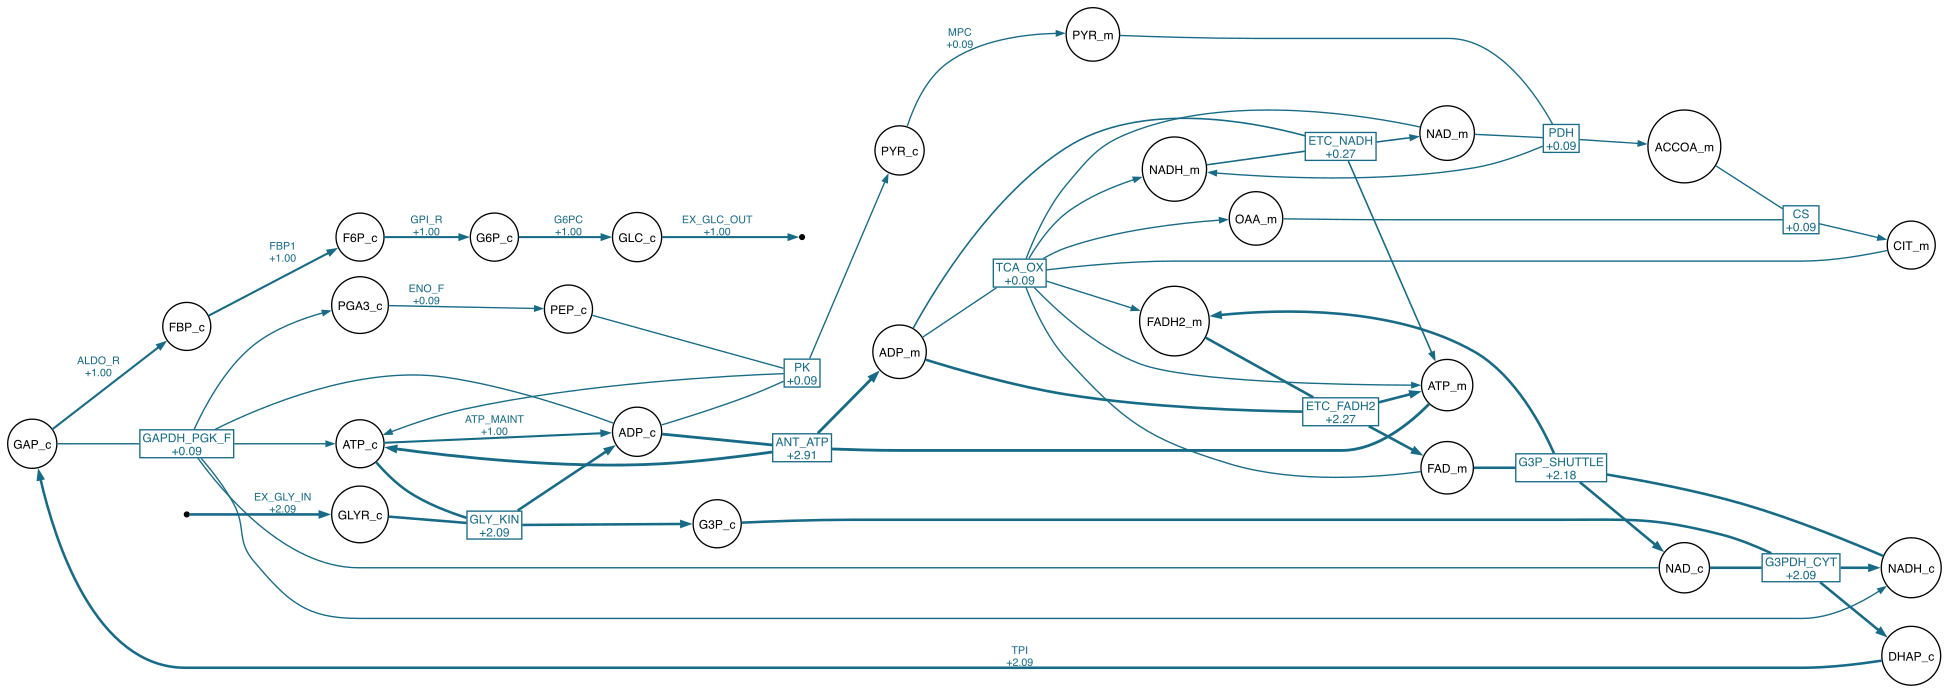 MPC
+0.09
PYR_m
PYR_c
ETC_NADH
+0.27
NAD_m
PDH
+0.09
ACCOA_m
NADH_m
F6P_c
GPI_R
+1.00
G6P_c
G6PC
+1.00
GLC_c
EX_GLC_OUT
+1.00
OAA_m
CS
+0.09
CIT_m
FBP1
+1.00
TCA_OX
+0.09
PGA3_c
ENO_F
+0.09
PEP_c
FBP_c
FADH2_m
ADP_m
ALDO_R
+1.00
PK
+0.09
ATP_m
ETC_FADH2
+2.27
GAP_c
GAPDH_PGK_F
+0.09
ATP_c
ATP_MAINT
+1.00
ADP_c
ANT_ATP
+2.91
FAD_m
G3P_SHUTTLE
+2.18
EX_GLY_IN
+2.09
GLYR_c
GLY_KIN
+2.09
G3P_c
NAD_c
G3PDH_CYT
+2.09
NADH_c
TPI
+2.09
DHAP_c